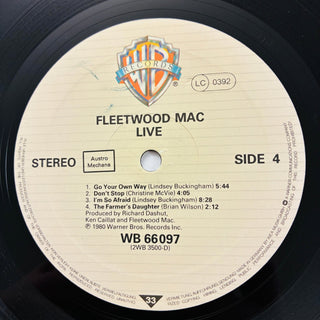 WB
RECORDS
LC 0392
FLEETWOOD MAC
LIVE
STEREO
Austro
Mechana
SIDE 4
1. Go Your Own Way (Lindsey Buckingham) 5:44
2. Don't Stop (Christine McVie) 4:05
3. I'm So Afraid (Lindsey Buckingham) 8:28
4. The Farmer's Daughter (Brian Wilson) 2:12
Produced by Richard Dashut,
Ken Caillat and Fleetwood Mac.
℗ 1980 Warner Bros. Records Inc.
WB 66097
(2WB 3500-D)
33